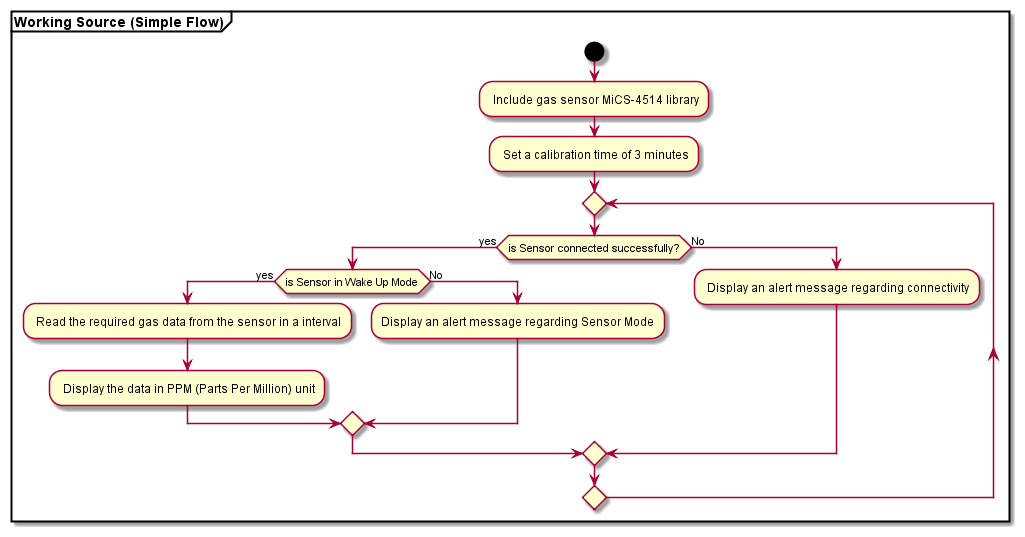 Working Source (Simple Flow)
Include gas sensor MiCS-4514 library
Set a calibration time of 3 minutes
yes
is Sensor connected successfully?
No
yes
is Sensor in Wake Up Mode
No
Display an alert message regarding connectivity
Read the required gas data from the sensor in a interval
Display an alert message regarding Sensor Mode
Display the data in PPM (Parts Per Million) unit